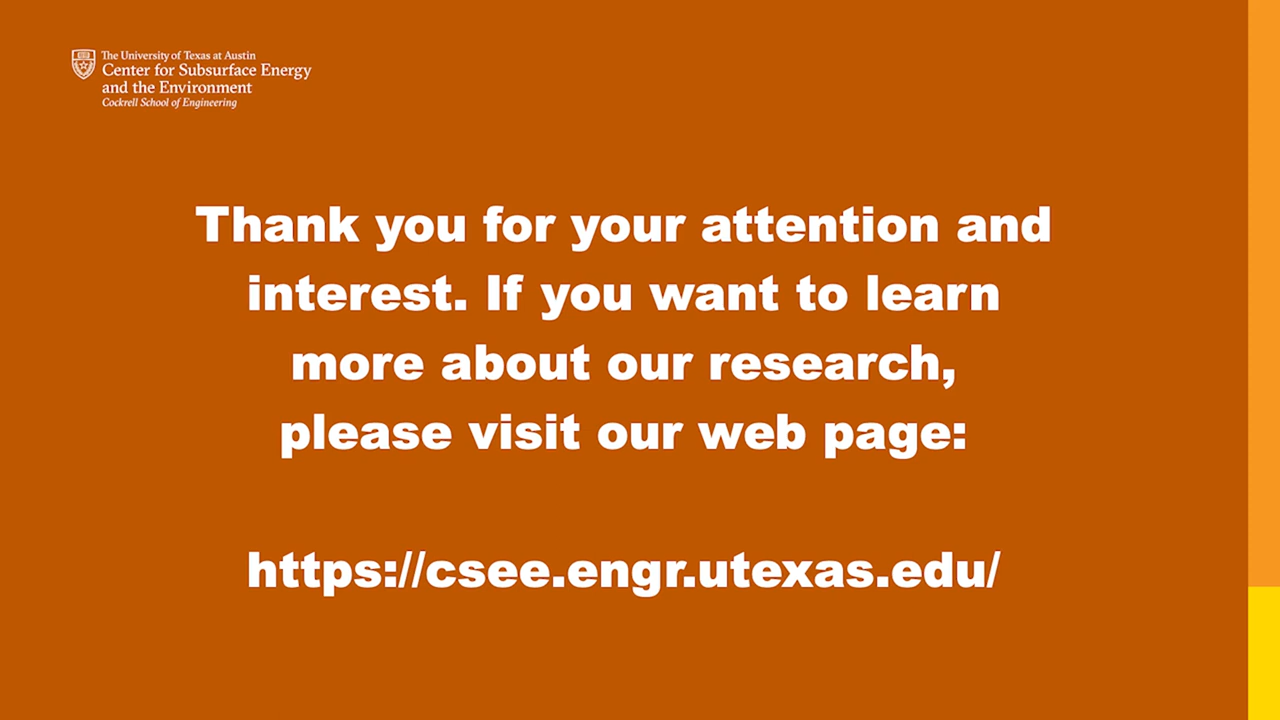 The University of Texas at Austin
Center for Subsurface Energy
and the Environment
Cockrell School of Engineering
Thank you for your attention and
interest. If you want to learn
more about our research,
please visit our web page:
https://csee.engr.utexas.edu/